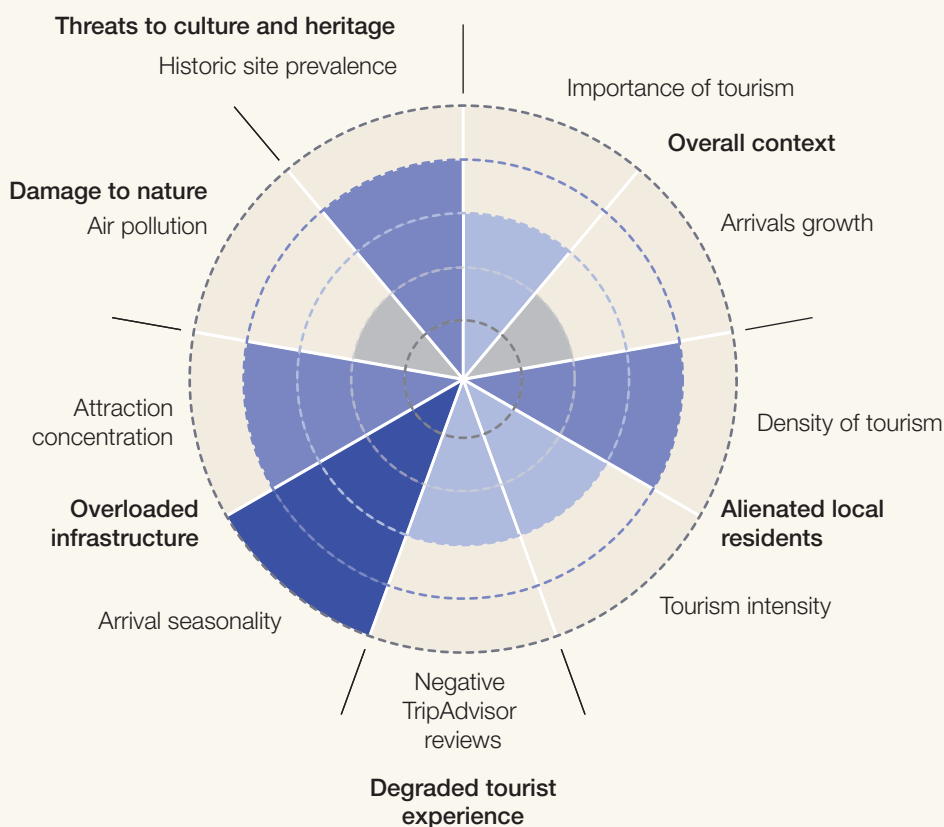 Threats to culture and heritage
Historic site prevalence
Importance of tourism
Overall context
Damage to nature
Air pollution
Arrivals growth
Attraction
concentration
Density of tourism
Overloaded
infrastructure
Alienated local
residents
Arrival seasonality
Tourism intensity
Negative
TripAdvisor
reviews
Degraded tourist
experience